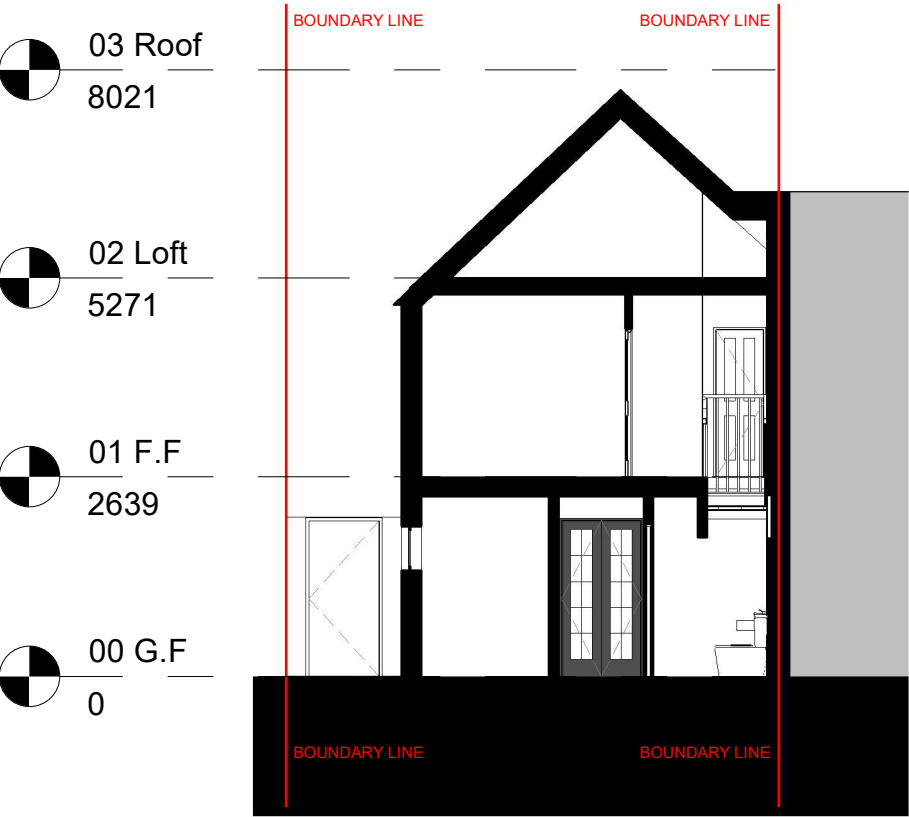 BOUNDARY LINE
BOUNDARY LINE
03 Roof
8021
02 Loft
5271
01 F.F
2639
00 G.F
0
BOUNDARY LINE
BOUNDARY LINE